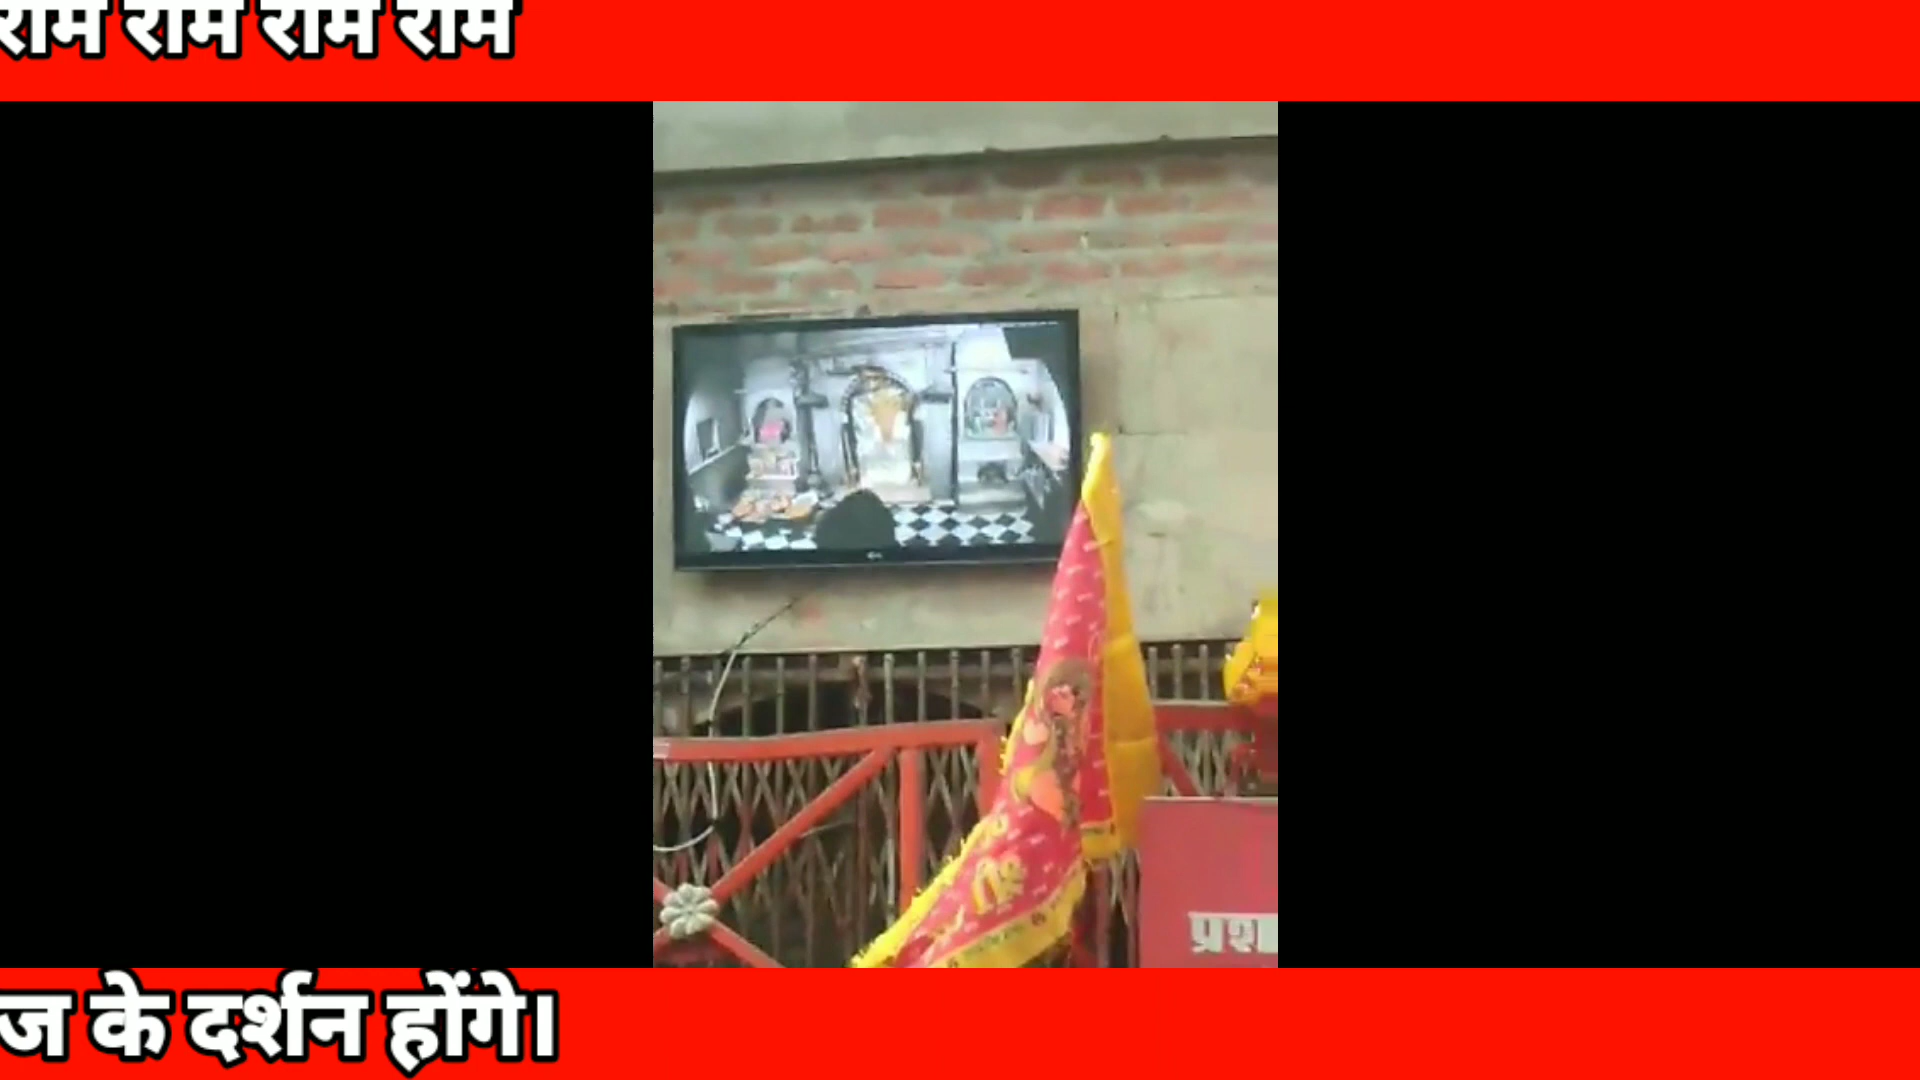 राम राम राम राम
ज के दर्शन होंगे।